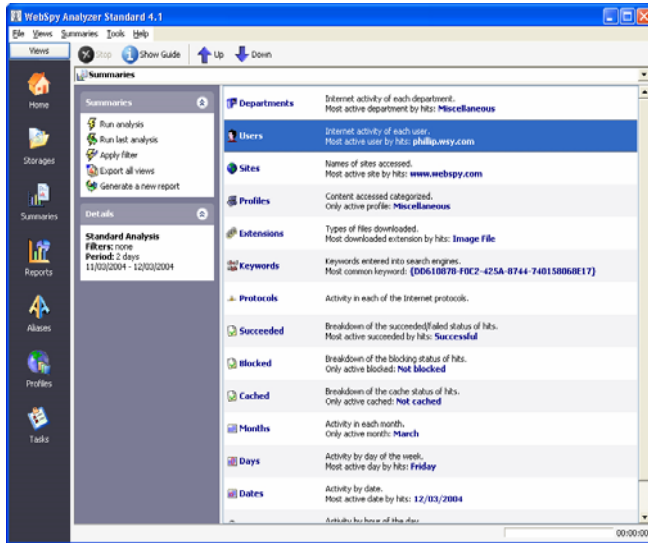 WebSpy Analyzer Standard 4.1
File Views Summaries Tools Help
Views
Stop Show Guide Up Down
Summaries
Home
Storages
Summaries
Reports
Aliases
Profiles
Tasks
Summaries
Run analysis
Run last analysis
Apply filter
Export all views
Generate a new report
Details
Standard Analysis
Filters: none
Period: 2 days
11/03/2004 - 12/03/2004
Departments
Internet activity of each department.
Most active department by hits: Miscellaneous
Users
Internet activity of each user.
Most active user by hits: philip.wsy.com
Sites
Names of sites accessed.
Most active site by hits: www.webspy.com
Profiles
Content accessed categorized.
Only active profile: Miscellaneous
Extensions
Types of files downloaded.
Most downloaded extension by hits: Image File
Keywords
Keywords entered into search engines.
Most common keyword: {DD610878-F0C2-425A-8744-740158068E17}
Protocols
Activity in each of the Internet protocols.
Succeeded
Breakdown of the succeeded/failed status of hits.
Most active succeeded by hits: Successful
Blocked
Breakdown of the blocking status of hits.
Only active blocked: Not blocked
Cached
Breakdown of the cache status of hits.
Only active cached: Not cached
Months
Activity in each month.
Only active month: March
Days
Activity by day of the week.
Most active day by hits: Friday
Dates
Activity by date.
Most active date by hits: 12/03/2004
Activity by hour of the day
00:00:00